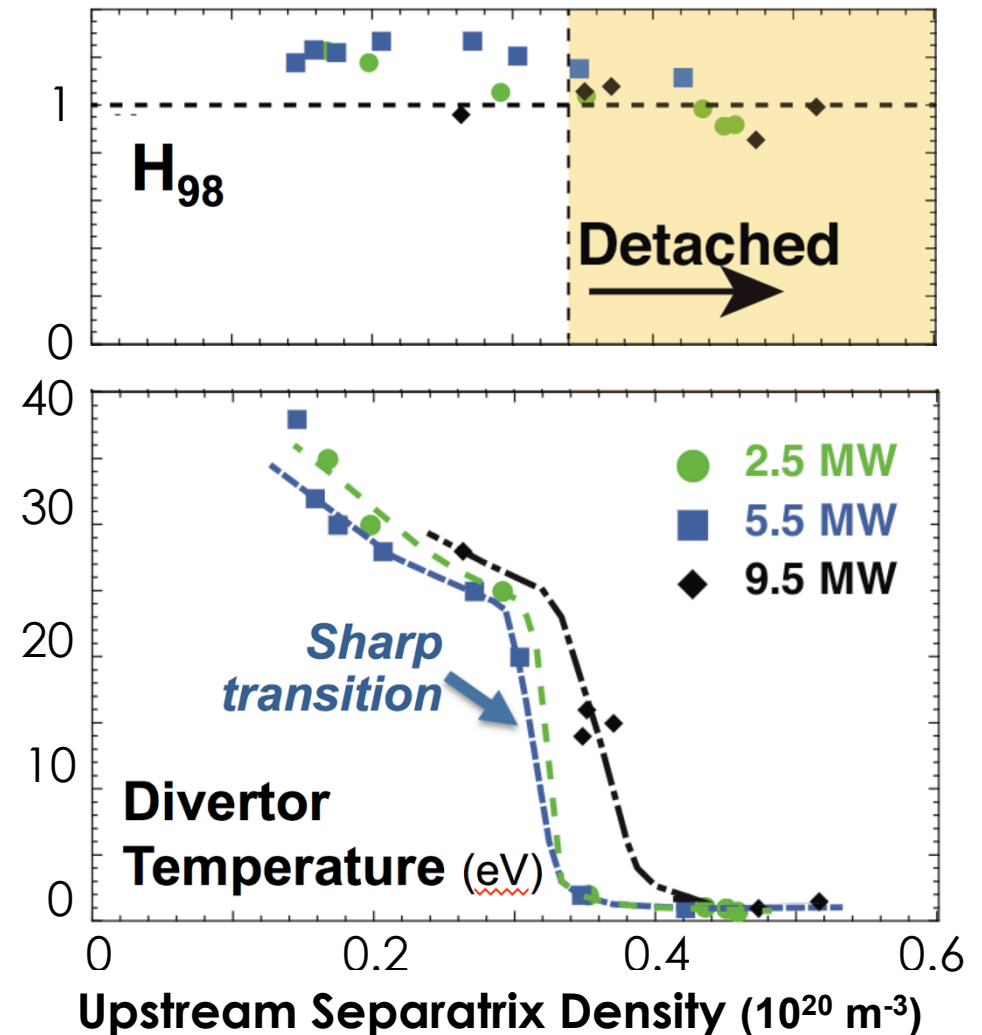 1
H98
Detached
0
40
2.5 MW
30
5.5 MW
9.5 MW
20
Sharp
transition
10
Divertor
Temperature (eV)
0
0 0.2 0.4 0.6
Upstream Separatrix Density (10²⁰ m⁻³)